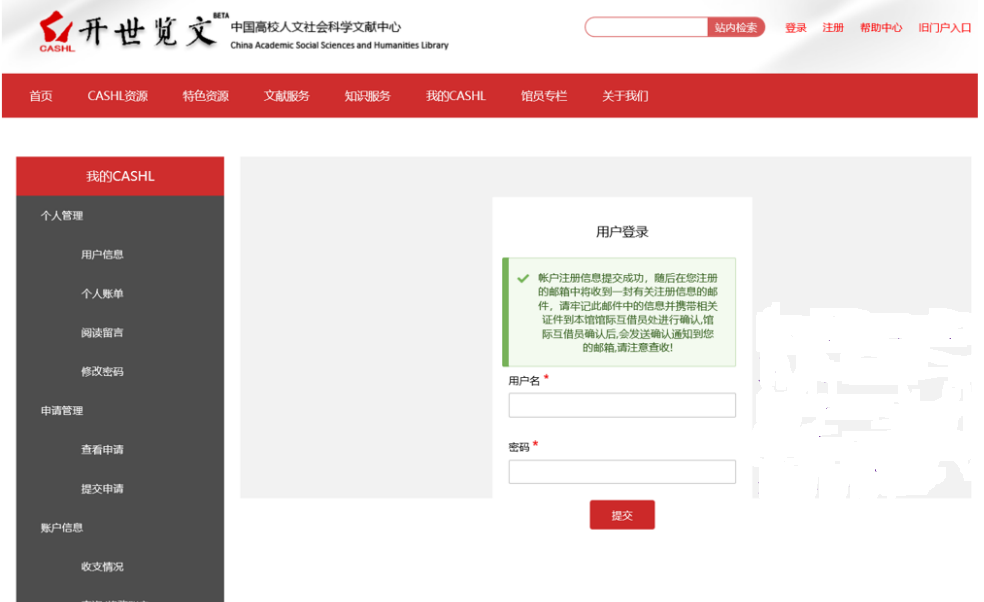 开世览文
BETA
CASHL
中国高校人文社会科学文献中心
China Academic Social Sciences and Humanities Library
站内检索
登录 注册 帮助中心 旧门户入口
首页 CASHL资源 特色资源 文献服务 知识服务 我的CASHL 馆员专栏 关于我们
我的CASHL
个人管理
用户信息
个人账单
阅读留言
修改密码
申请管理
查看申请
提交申请
账户信息
收支情况
用户登录
帐户注册信息提交成功，随后在您注册
的邮箱中将收到一封有关注册信息的邮
件，请牢记此邮件中的信息并携带相关
证件到本馆馆际互借员处进行确认,馆
际互借员确认后,会发送确认通知到您
的邮箱,请注意查收!
用户名 *
密码 *
提交